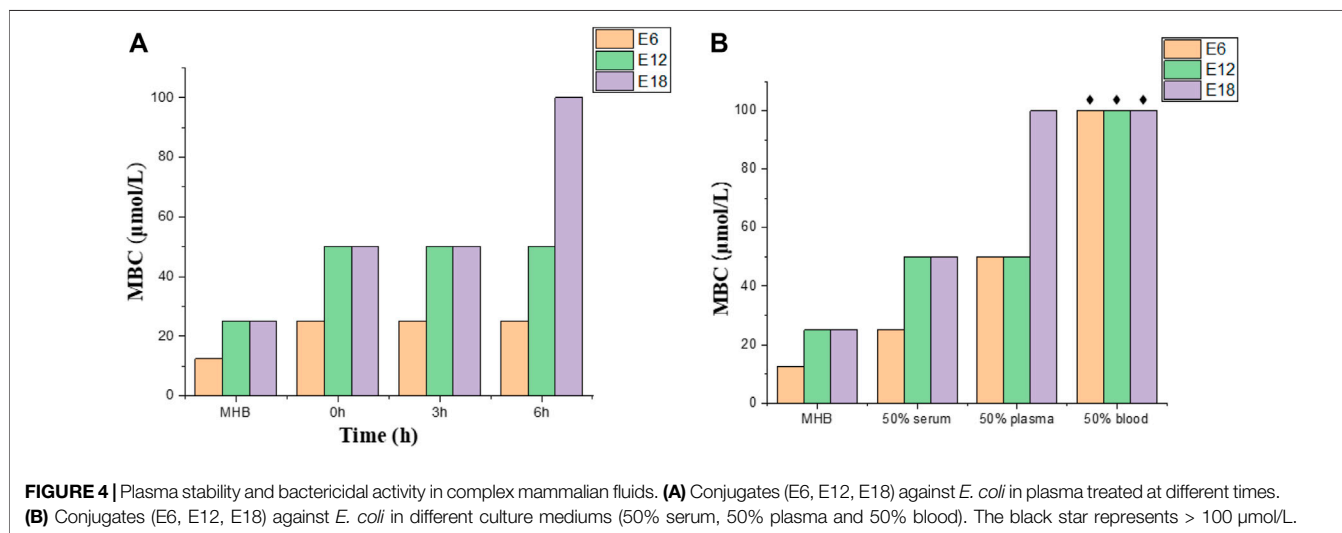 A
E6
E12
E18
MBC (μmol/L)
100
80
60
40
20
0
MHB 0h 3h 6h
Time (h)
B
E6
E12
E18
MBC (μmol/L)
100
80
60
40
20
0
MHB 50% serum 50% plasma 50% blood
FIGURE 4 | Plasma stability and bactericidal activity in complex mammalian fluids. (A) Conjugates (E6, E12, E18) against E. coli in plasma treated at different times.
(B) Conjugates (E6, E12, E18) against E. coli in different culture mediums (50% serum, 50% plasma and 50% blood). The black star represents > 100 μmol/L.